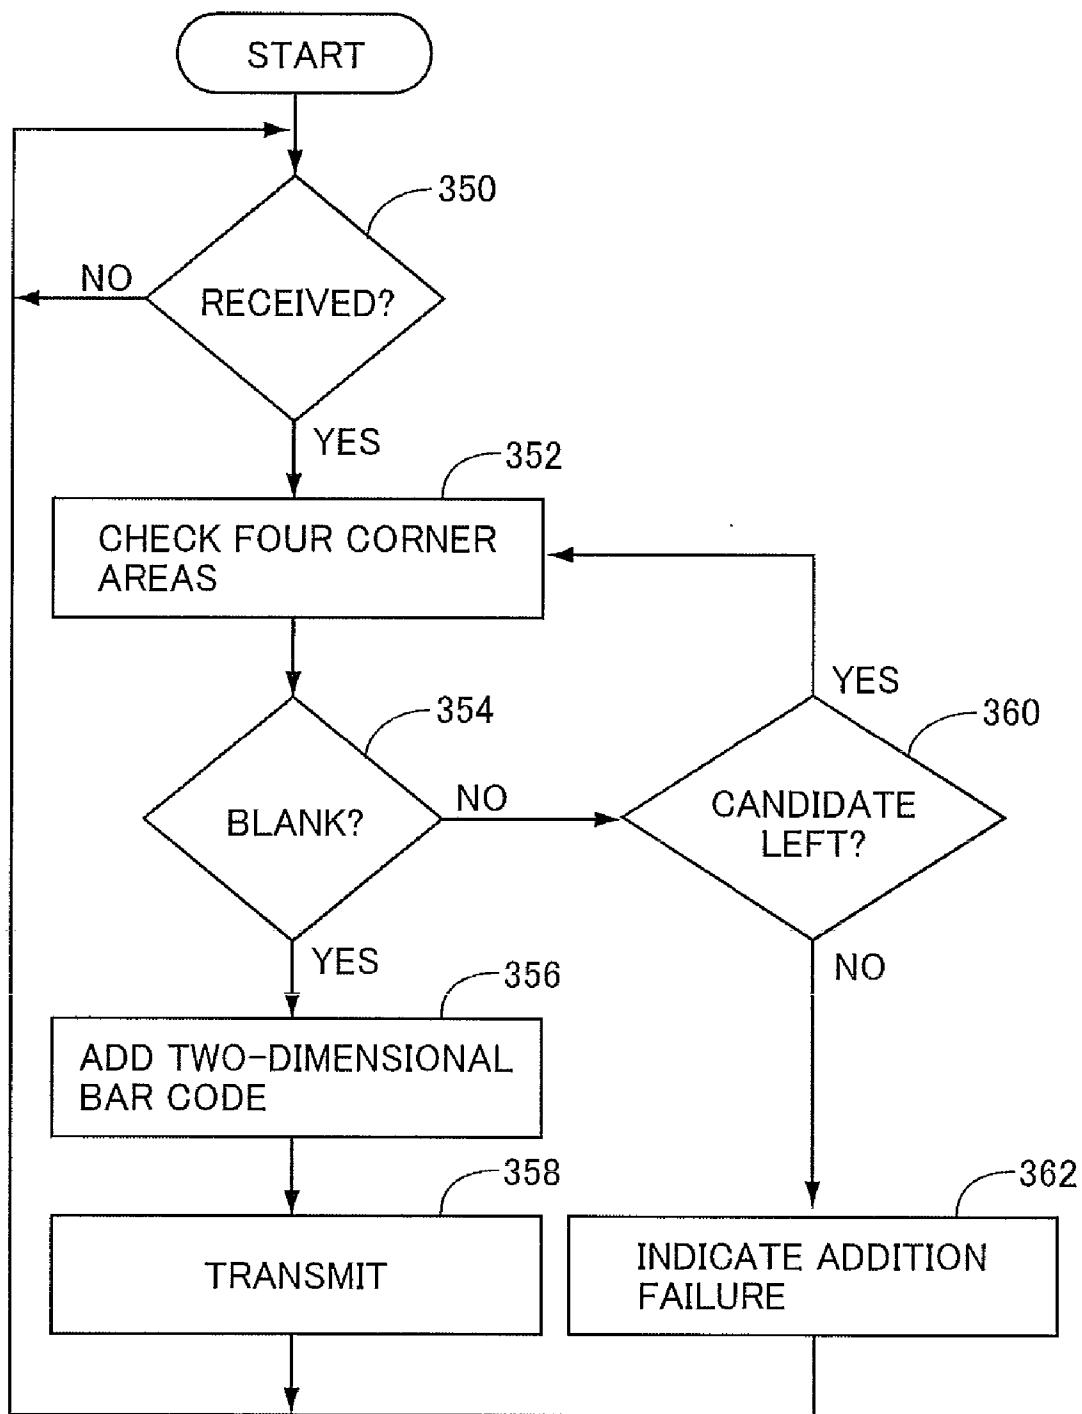 START
350
NO
RECEIVED?
YES
352
CHECK FOUR CORNER
AREAS
YES
354
360
NO
BLANK?
CANDIDATE
LEFT?
YES
NO
356
ADD TWO-DIMENSIONAL
BAR CODE
358
362
TRANSMIT
INDICATE ADDITION
FAILURE